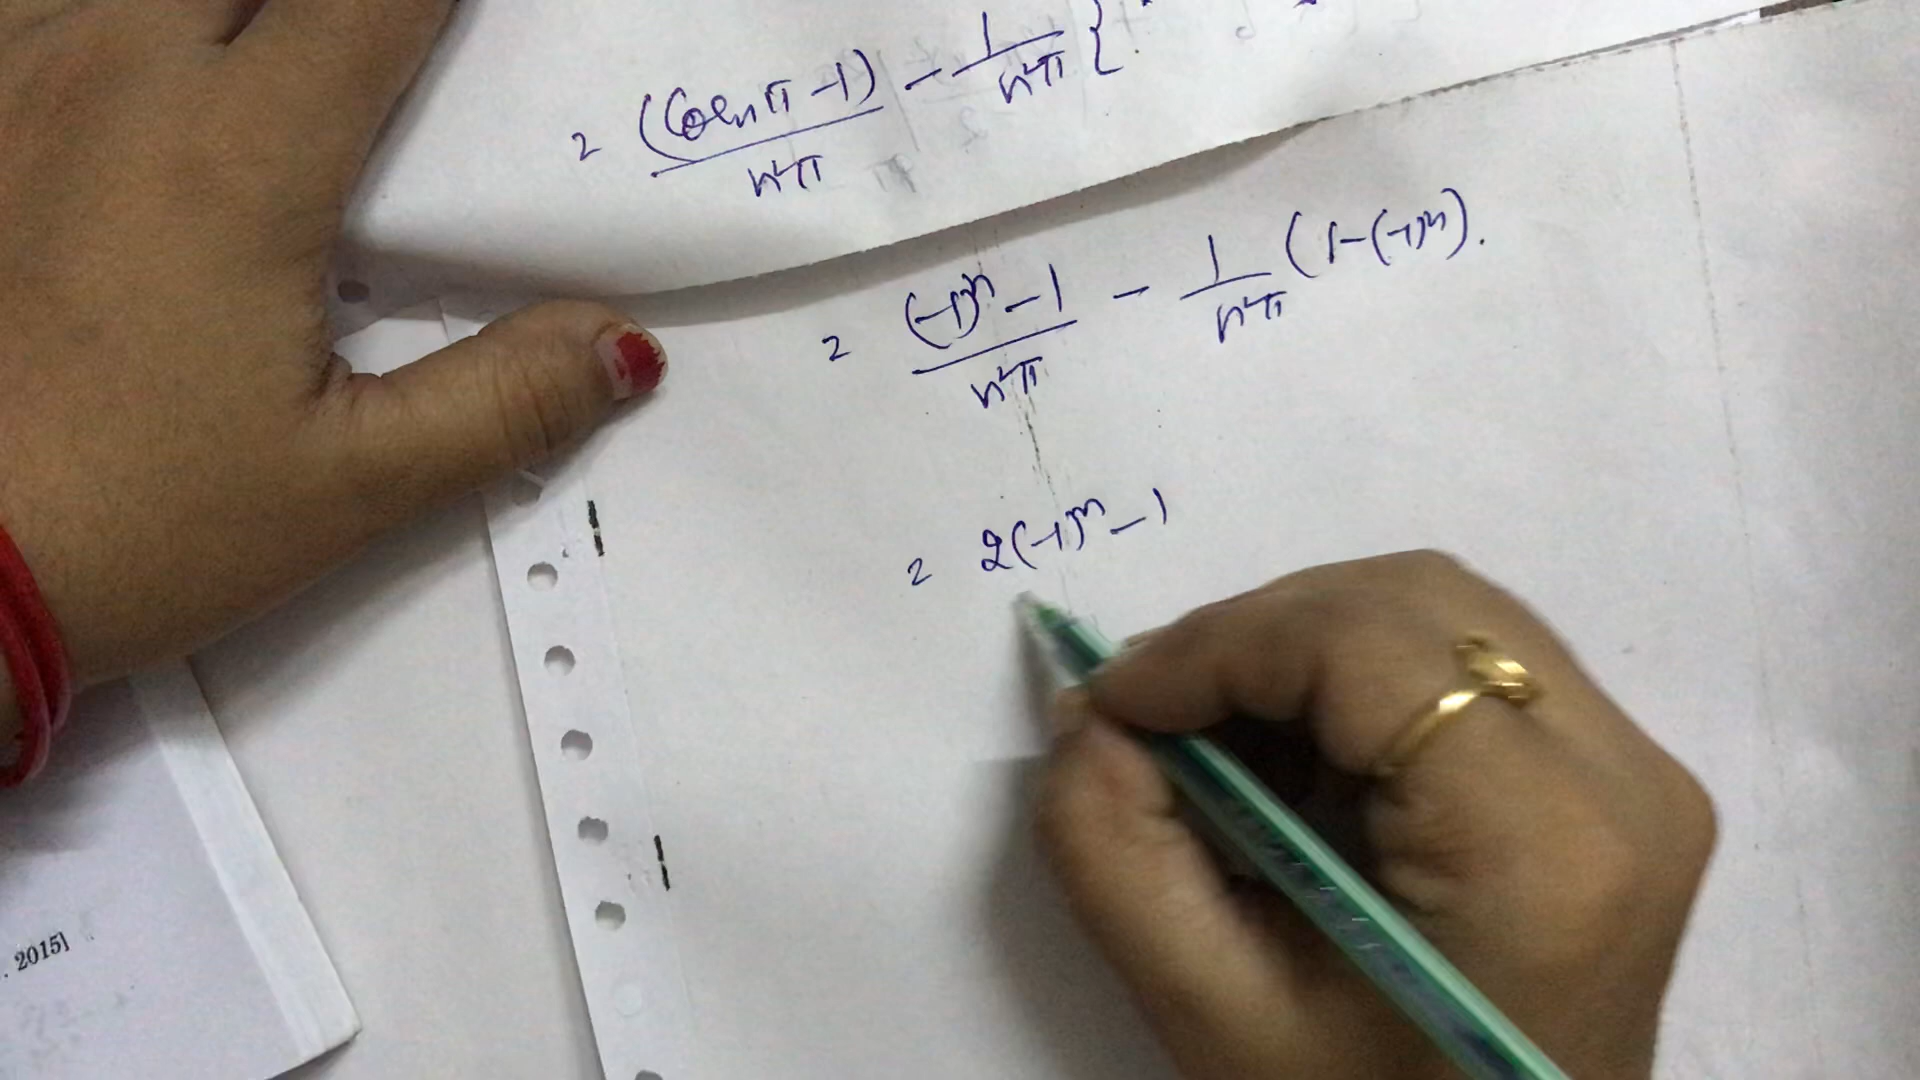 = (Cos nπ - 1) / n²π - 1 / n²π {
= (-1)ⁿ - 1 / n²π - 1 / n²π (1-(-1)ⁿ).
= 2(-1)ⁿ - 1
. 2015]